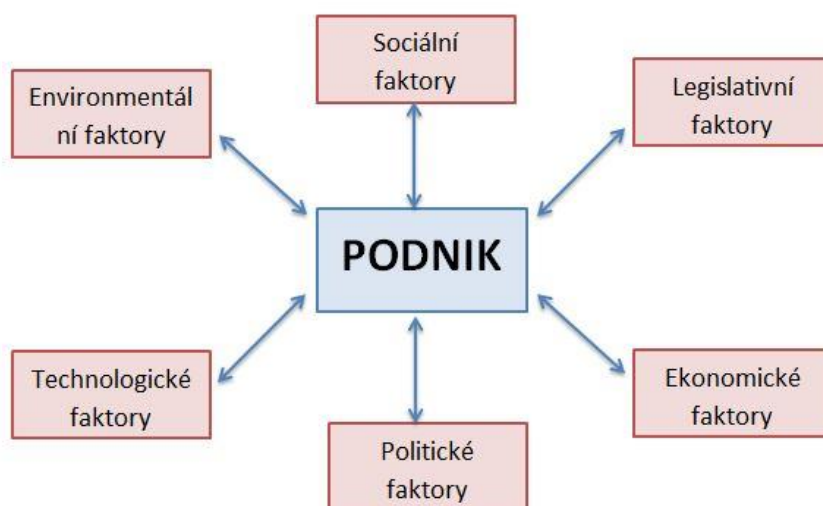 Sociální
faktory
Environmentál
ní faktory
Legislativní
faktory
PODNIK
Technologické
faktory
Ekonomické
faktory
Politické
faktory